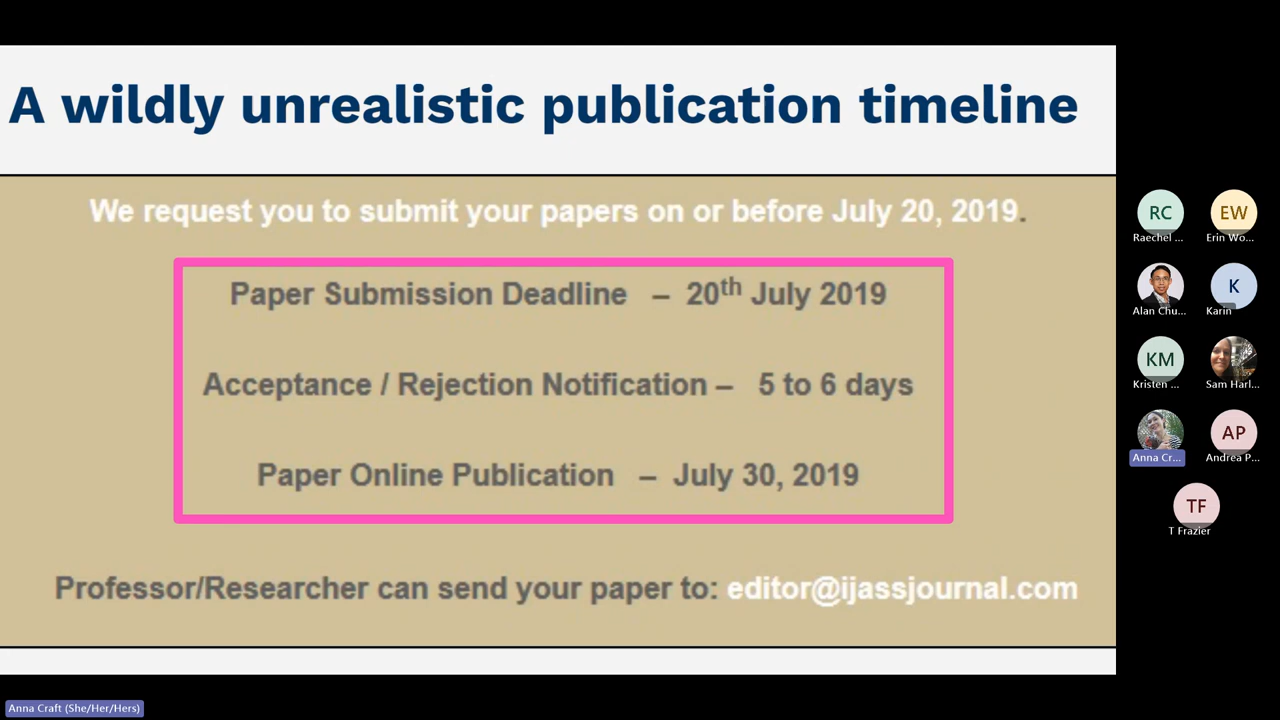 A wildly unrealistic publication timeline
We request you to submit your papers on or before July 20, 2019.
Paper Submission Deadline – 20th July 2019
Acceptance / Rejection Notification – 5 to 6 days
Paper Online Publication – July 30, 2019
Professor/Researcher can send your paper to: editor@ijassjournal.com
RC
Raechel ...
EW
Erin Wo...
Alan Chu...
K
Karin
KM
Kristen ...
Sam Harl...
Anna Cr...
AP
Andrea P...
TF
T Frazier
Anna Craft (She/Her/Hers)